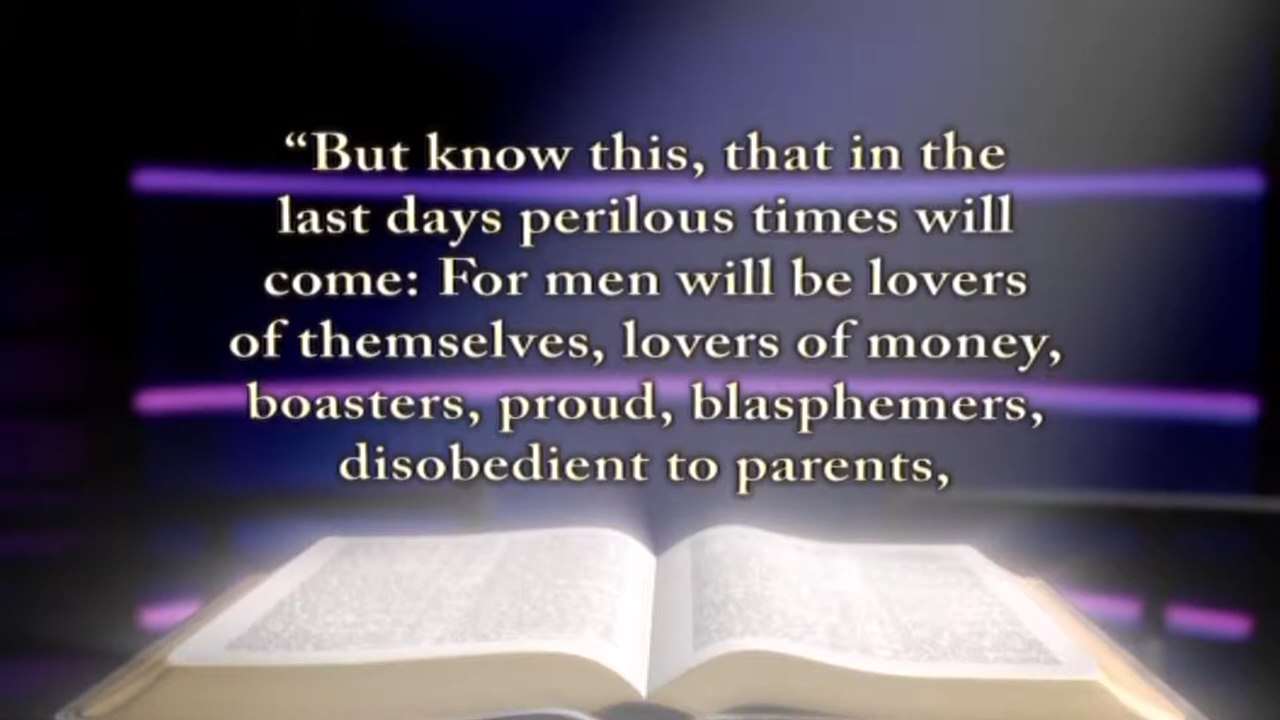 “But know this, that in the
last days perilous times will
come: For men will be lovers
of themselves, lovers of money,
boasters, proud, blasphemers,
disobedient to parents,